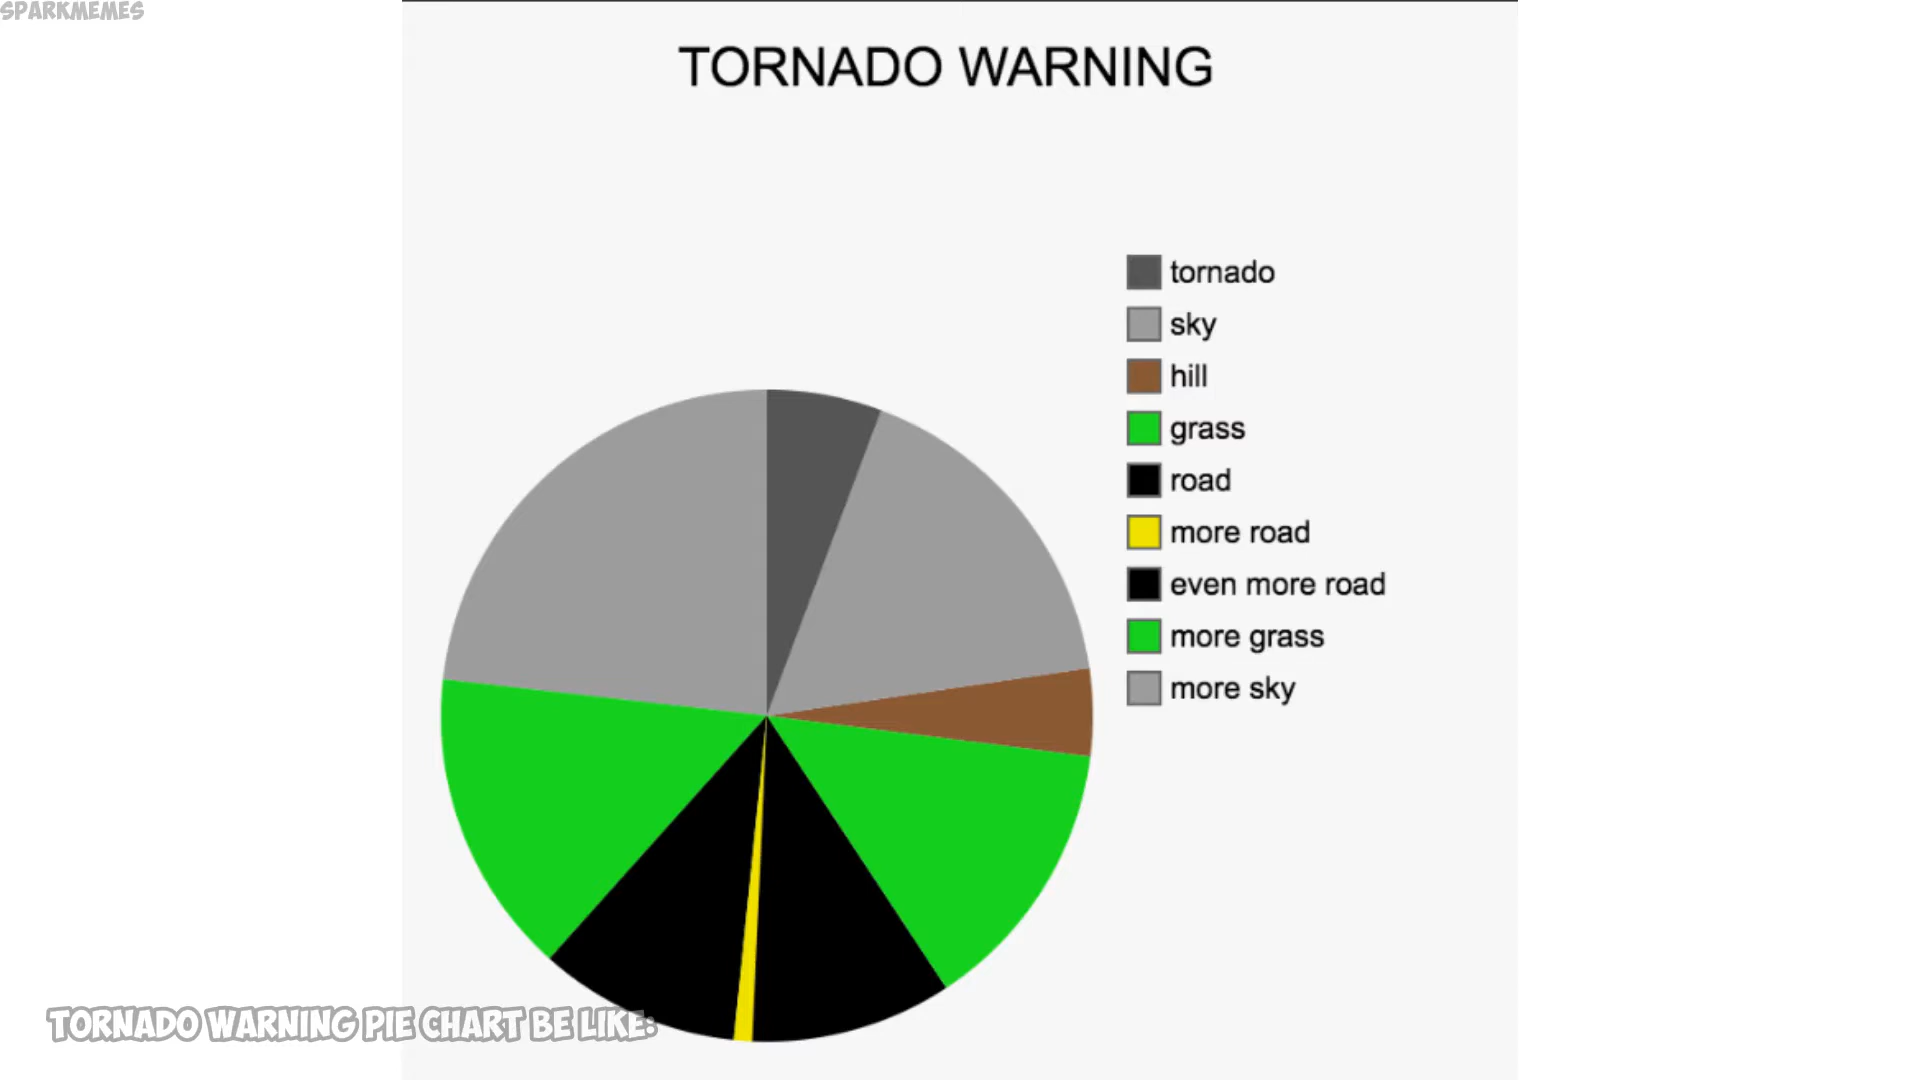 SPARKMEMES
TORNADO WARNING
tornado
sky
hill
grass
road
more road
even more road
more grass
more sky
TORNADO WARNING PIE CHART BE LIKE: